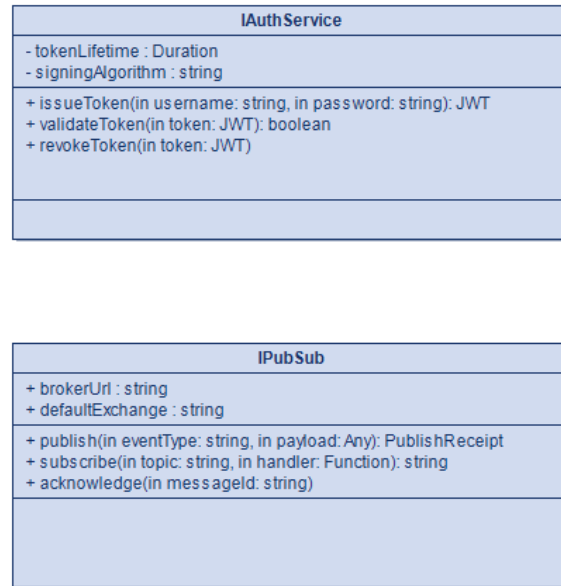 IAuthService
- tokenLifetime : Duration
- signingAlgorithm : string
+ issueToken(in username: string, in password: string): JWT
+ validateToken(in token: JWT): boolean
+ revokeToken(in token: JWT)
IPubSub
+ brokerUrl : string
+ defaultExchange : string
+ publish(in eventType: string, in payload: Any): PublishReceipt
+ subscribe(in topic: string, in handler: Function): string
+ acknowledge(in messageId: string)